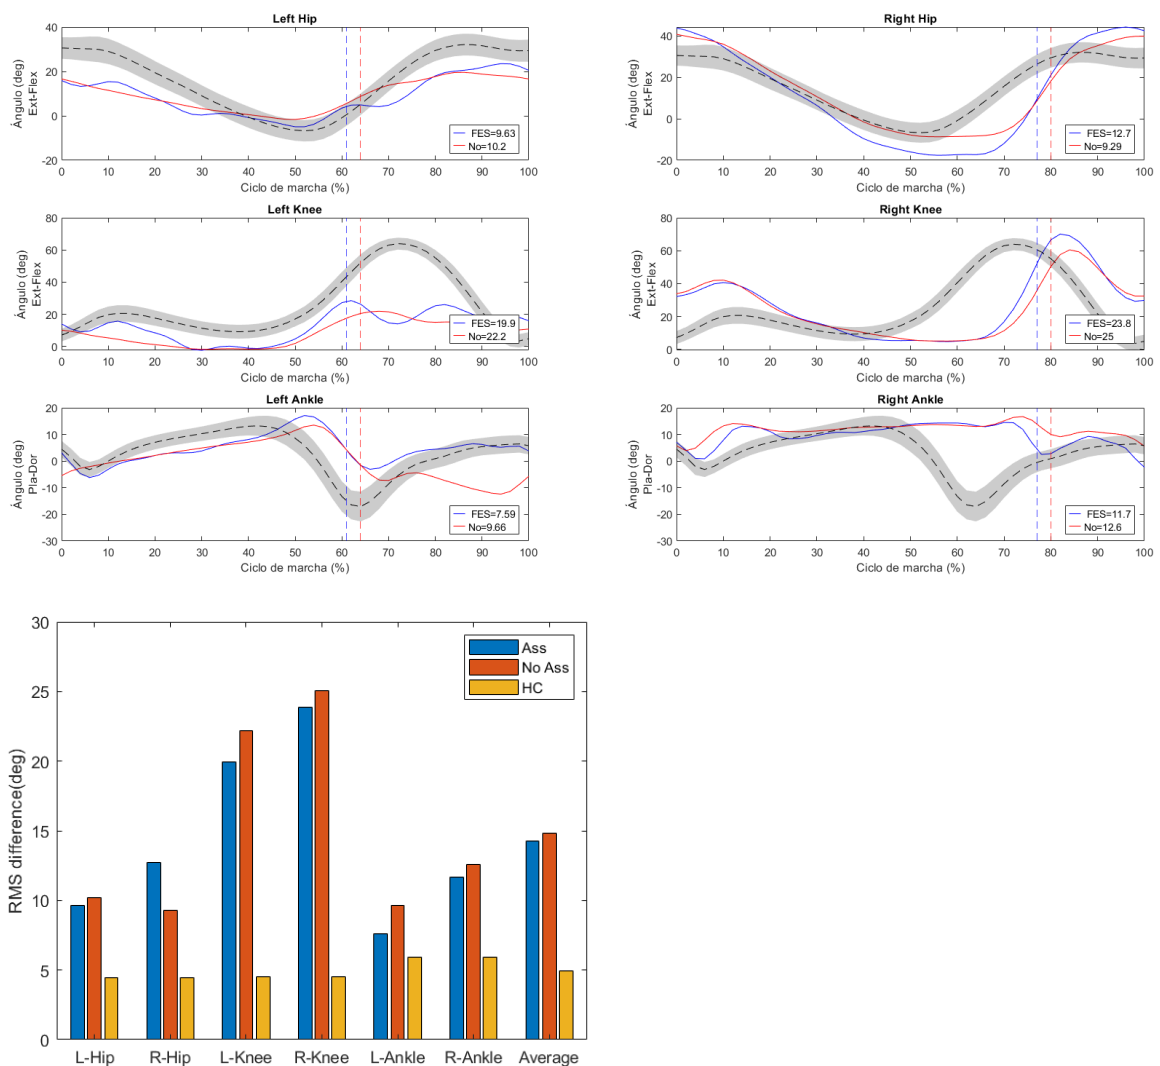 Left Hip
40
20
0
-20
Ángulo (deg)
Ext-Flex
FES=9.63
No=10.2
0 10 20 30 40 50 60 70 80 90 100
Ciclo de marcha (%)
Right Hip
40
20
0
-20
Ángulo (deg)
Ext-Flex
FES=12.7
No=9.29
0 10 20 30 40 50 60 70 80 90 100
Ciclo de marcha (%)
Left Knee
80
60
40
20
0
Ángulo (deg)
Ext-Flex
FES=19.9
No=22.2
0 10 20 30 40 50 60 70 80 90 100
Ciclo de marcha (%)
Right Knee
80
60
40
20
0
Ángulo (deg)
Ext-Flex
FES=23.8
No=25
0 10 20 30 40 50 60 70 80 90 100
Ciclo de marcha (%)
Left Ankle
20
10
0
-10
-20
-30
Ángulo (deg)
Pla-Dor
FES=7.59
No=9.66
0 10 20 30 40 50 60 70 80 90 100
Ciclo de marcha (%)
Right Ankle
20
10
0
-10
-20
-30
Ángulo (deg)
Pla-Dor
FES=11.7
No=12.6
0 10 20 30 40 50 60 70 80 90 100
Ciclo de marcha (%)
30
25
20
15
10
5
0
RMS difference(deg)
Ass
No Ass
HC
L-Hip R-Hip L-Knee R-Knee L-Ankle R-Ankle Average